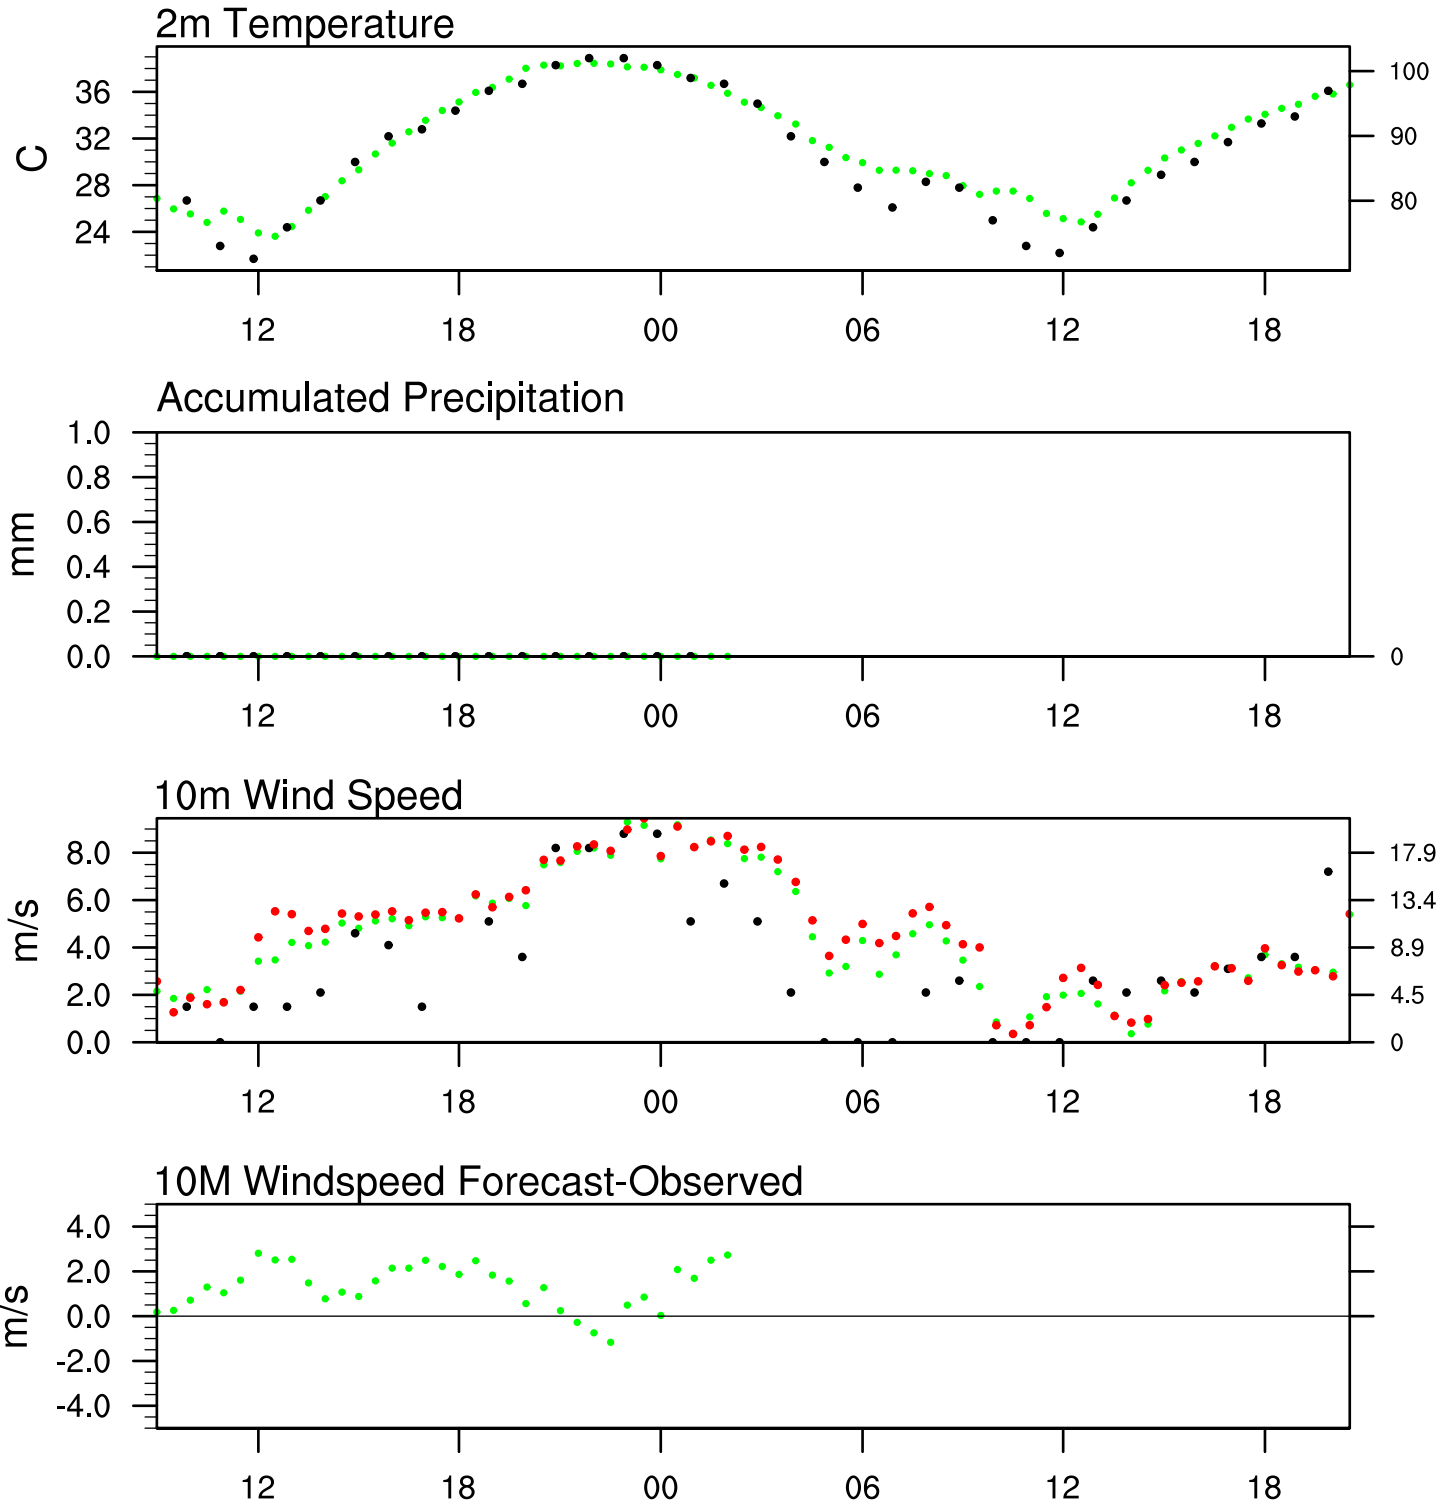 2m Temperature
36
32
28
24
C
100
90
80
12 18 00 06 12 18
Accumulated Precipitation
1.0
0.8
0.6
0.4
0.2
0.0
mm
0
12 18 00 06 12 18
10m Wind Speed
8.0
6.0
4.0
2.0
0.0
m/s
17.9
13.4
8.9
4.5
0
12 18 00 06 12 18
10M Windspeed Forecast-Observed
4.0
2.0
0.0
-2.0
-4.0
m/s
12 18 00 06 12 18